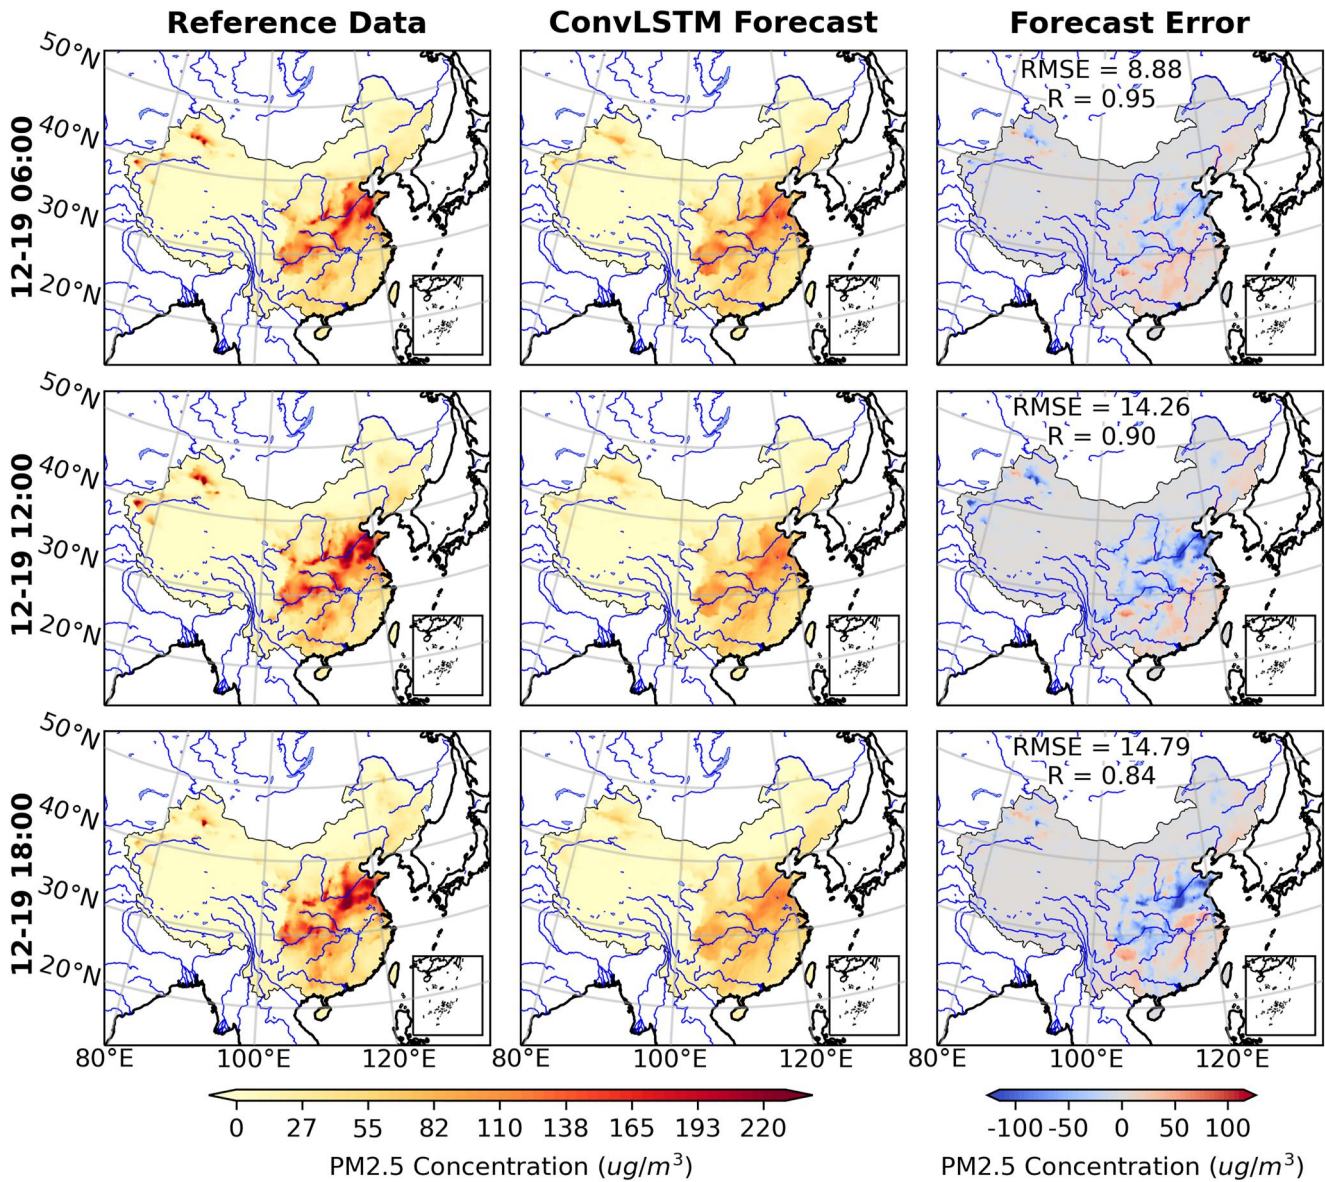 Reference Data
ConvLSTM Forecast
Forecast Error
50°N
40°N
30°N
20°N
12-19 06:00
RMSE = 8.88
R = 0.95
50°N
40°N
30°N
20°N
12-19 12:00
RMSE = 14.26
R = 0.90
50°N
40°N
30°N
20°N
12-19 18:00
RMSE = 14.79
R = 0.84
80°E 100°E 120°E
80°E 100°E 120°E
80°E 100°E 120°E
0 27 55 82 110 138 165 193 220
PM2.5 Concentration (ug/m³)
-100 -50 0 50 100
PM2.5 Concentration (ug/m³)